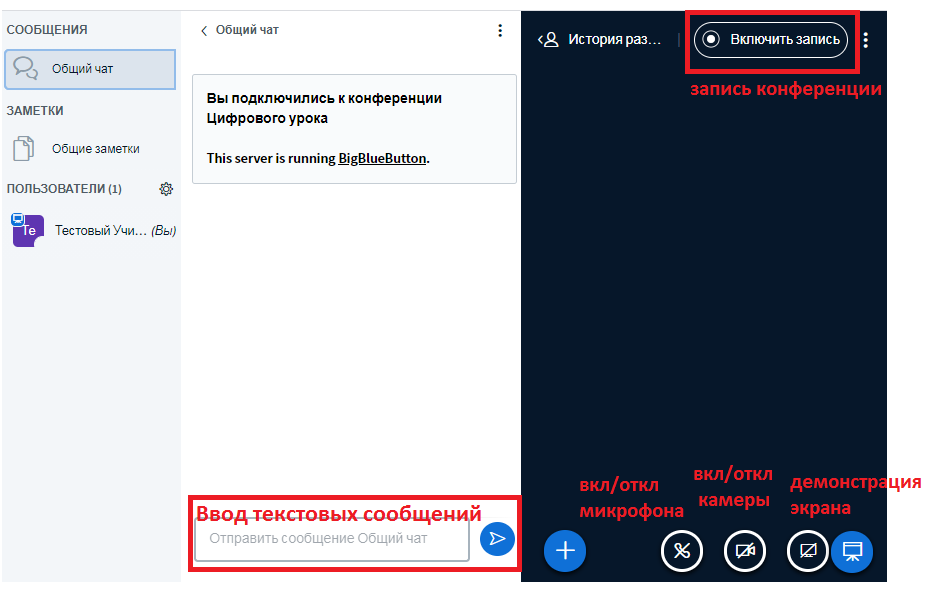 СООБЩЕНИЯ
Общий чат
ЗАМЕТКИ
Общие заметки
ПОЛЬЗОВАТЕЛИ (1)
Te
Тестовый Учи... (Вы)
Общий чат
Вы подключились к конференции
Цифрового урока
This server is running BigBlueButton.
Ввод текстовых сообщений
Отправить сообщение Общий чат
История раз...
Включить запись
запись конференции
вкл/откл
микрофона
вкл/откл
камеры
демонстрация
экрана